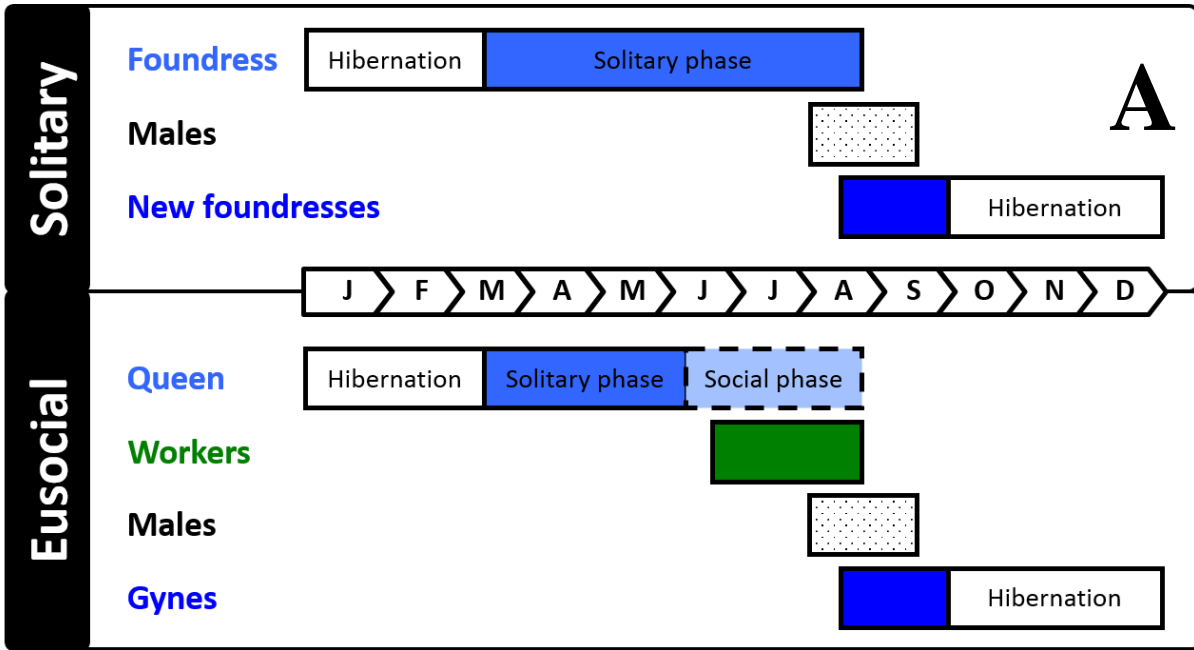 Solitary
Foundress
Hibernation
Solitary phase
A
Males
New foundresses
Hibernation
J F M A M J J A S O N D
Eusocial
Queen
Hibernation
Solitary phase
Social phase
Workers
Males
Gynes
Hibernation